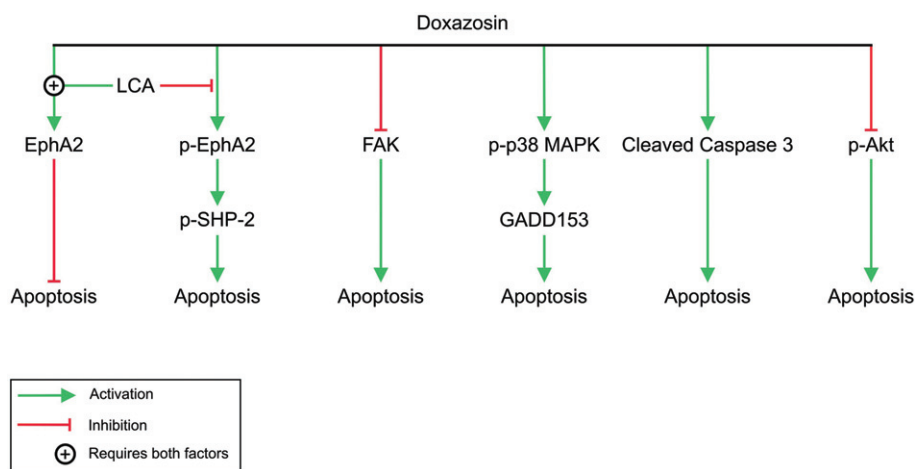 Doxazosin
LCA
EphA2 p-EphA2 FAK p-p38 MAPK Cleaved Caspase 3 p-Akt
p-SHP-2 GADD153
Apoptosis Apoptosis Apoptosis Apoptosis Apoptosis Apoptosis
Activation
Inhibition
Requires both factors